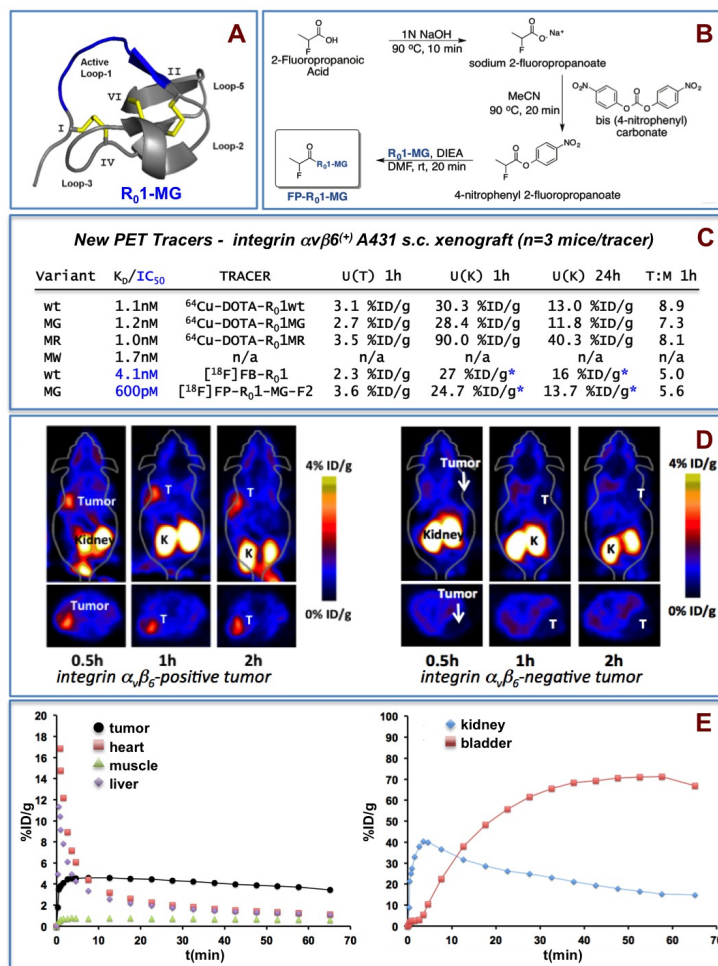 A
Active
Loop-1
II
Loop-5
VI
I
IV
Loop-2
Loop-3
R₀1-MG
B
2-Fluoropropanoic
Acid
1N NaOH
90 ºC, 10 min
sodium 2-fluoropropanoate
MeCN
90 ºC, 20 min
bis (4-nitrophenyl)
carbonate
4-nitrophenyl 2-fluoropropanoate
R₀1-MG, DIEA
DMF, rt, 20 min
FP-R₀1-MG
O
OH
F
O
O⁻Na⁺
F
O₂N
NO₂
O
O
O
O
O
F
NO₂
O
R₀1-MG
F
New PET Tracers - integrin αvβ6(+) A431 s.c. xenograft (n=3 mice/tracer)
C
Variant K_D/IC₅₀ TRACER U(T) 1h U(K) 1h U(K) 24h T:M 1h
wt 1.1nM ⁶⁴Cu-DOTA-R₀1wt 3.1 %ID/g 30.3 %ID/g 13.0 %ID/g 8.9
MG 1.2nM ⁶⁴Cu-DOTA-R₀1MG 2.7 %ID/g 28.4 %ID/g 11.8 %ID/g 7.3
MR 1.0nM ⁶⁴Cu-DOTA-R₀1MR 3.5 %ID/g 90.0 %ID/g 40.3 %ID/g 8.1
MW 1.7nM n/a n/a n/a n/a n/a
wt 4.1nM [¹⁸F]FB-R₀1 2.3 %ID/g 27 %ID/g* 16 %ID/g* 5.0
MG 600pM [¹⁸F]FP-R₀1-MG-F2 3.6 %ID/g 24.7 %ID/g* 13.7 %ID/g* 5.6
D
4% ID/g
Tumor
T
T
Kidney
K
K
Tumor
T
T
0% ID/g
0.5h 1h 2h
integrin αvβ6-positive tumor
4% ID/g
Tumor
T
T
Kidney
K
K
Tumor
T
T
0% ID/g
0.5h 1h 2h
integrin αvβ6-negative tumor
E
%ID/g
20
18
16
14
12
10
8
6
4
2
0
tumor
heart
muscle
liver
0 10 20 30 40 50 60 70
t(min)
%ID/g
100
90
80
70
60
50
40
30
20
10
0
kidney
bladder
0 10 20 30 40 50 60 70
t(min)